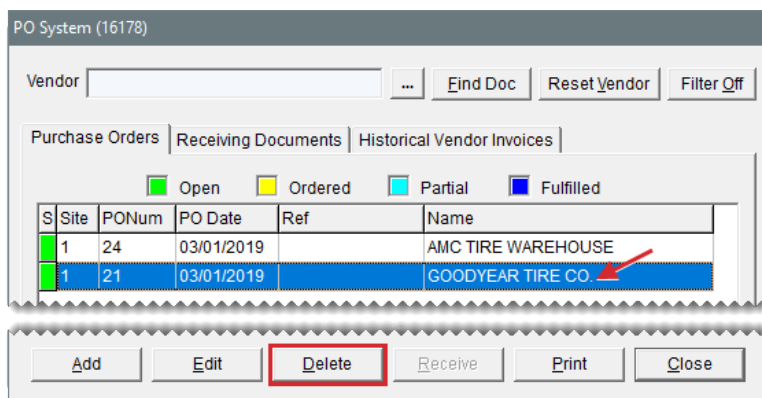 PO System (16178)
Vendor ... Find Doc Reset Vendor Filter Off
Purchase Orders Receiving Documents Historical Vendor Invoices
Open Ordered Partial Fulfilled
S Site PONum PO Date Ref Name
1 24 03/01/2019 AMC TIRE WAREHOUSE
1 21 03/01/2019 GOODYEAR TIRE CO.
Add Edit Delete Receive Print Close